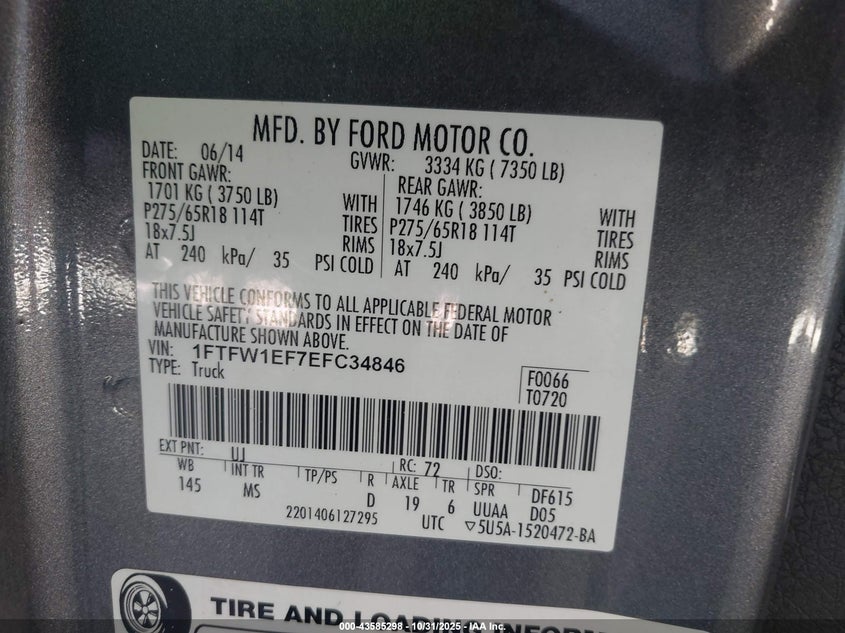 MFD. BY FORD MOTOR CO.
DATE: 06/14 GVWR: 3334 KG ( 7350 LB)
FRONT GAWR: REAR GAWR:
1701 KG ( 3750 LB) WITH 1746 KG ( 3850 LB) WITH
P275/65R18 114T TIRES P275/65R18 114T TIRES
18x7.5J RIMS 18x7.5J RIMS
AT 240 kPa/ 35 PSI COLD AT 240 kPa/ 35 PSI COLD
THIS VEHICLE CONFORMS TO ALL APPLICABLE FEDERAL MOTOR
VEHICLE SAFETY STANDARDS IN EFFECT ON THE DATE OF
MANUFACTURE SHOWN ABOVE.
VIN: 1FTFW1EF7EFC34846
TYPE: Truck
F0066
T0720
EXT PNT: UJ RC: 72 DSO:
WB INT TR TP/PS R AXLE TR SPR DF615
145 MS D 19 6 UUAA D05
2201406127295 UTC ▽5U5A-1520472-BA
TIRE AND LOADING
000-43585298 - 10/31/2025 - IAA Inc.